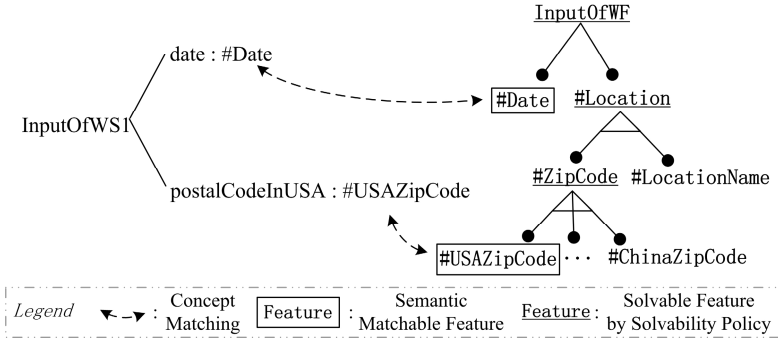 InputOfWF
date : #Date
#Date #Location
InputOfWS1
#ZipCode #LocationName
postalCodeInUSA : #USAZipCode
#USAZipCode ··· #ChinaZipCode
Legend : Concept Matching Feature : Semantic Matchable Feature Feature : Solvable Feature by Solvability Policy